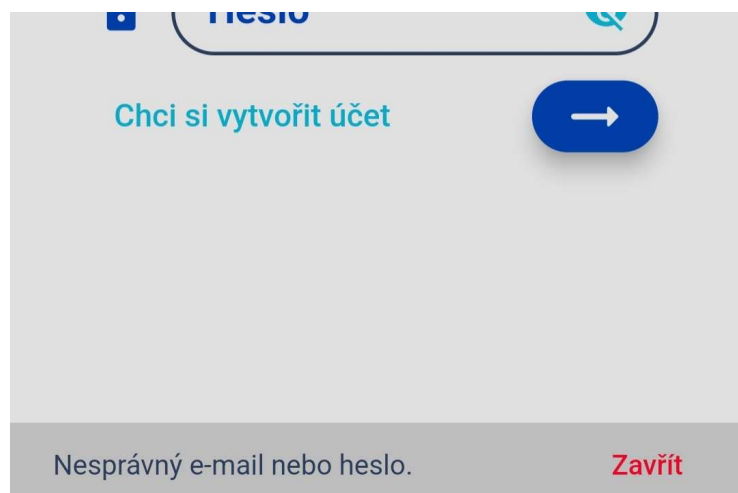 Heslo
Chci si vytvořit účet
Nesprávný e-mail nebo heslo.
Zavřít